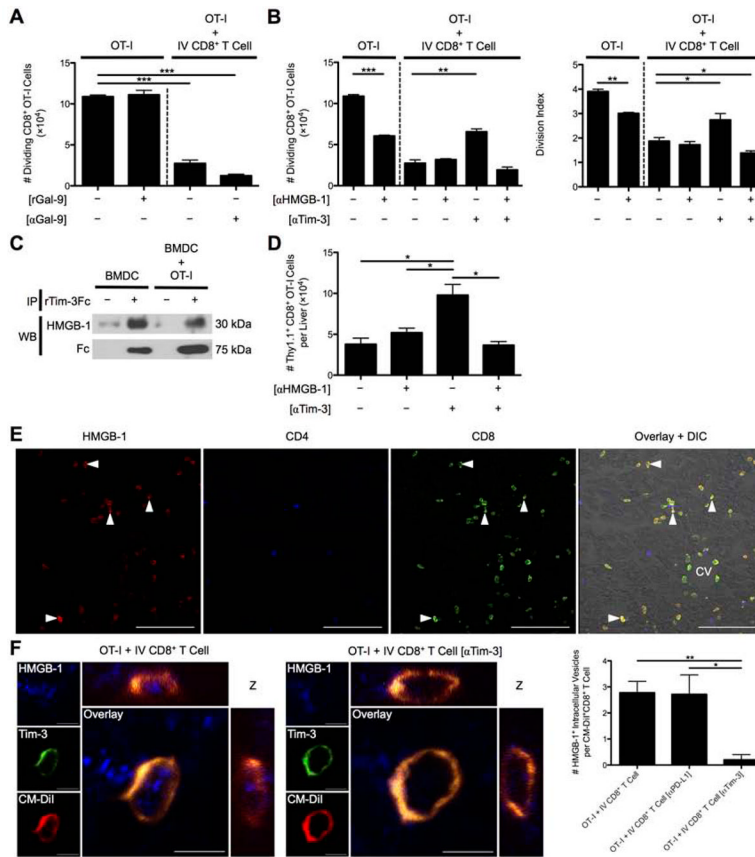 A
OT-I
OT-I
+
IV CD8⁺ T Cell
***
***
# Dividing CD8⁺ OT-I Cells
(×10⁴)
15
10
5
0
[rGal-9] − + − −
[αGal-9] − − − +
B
OT-I
OT-I
+
IV CD8⁺ T Cell
***
**
# Dividing CD8⁺ OT-I Cells
(×10⁴)
15
10
5
0
[αHMGB-1] − + − + − +
[αTim-3] − − − − + +
OT-I
OT-I
+
IV CD8⁺ T Cell
**
*
*
Division Index
5
4
3
2
1
0
− + − + − +
− − − − + +
C
BMDC
BMDC
+
OT-I
IP rTim-3Fc − + − +
WB
HMGB-1 30 kDa
Fc 75 kDa
D
*
*
*
# Thy1.1⁺ CD8⁺ OT-I Cells
per Liver (×10⁴)
15
10
5
0
[αHMGB-1] − + − +
[αTim-3] − − + +
E
HMGB-1
CD4
CD8
Overlay + DIC
CV
F
OT-I + IV CD8⁺ T Cell
HMGB-1
Tim-3
CM-DiI
Overlay
Z
OT-I + IV CD8⁺ T Cell [αTim-3]
HMGB-1
Tim-3
CM-DiI
Overlay
Z
**
*
# HMGB-1⁺ Intracellular Vesicles
per CM-DiI⁺CD8⁺ T Cell
4
3
2
1
0
OT-I + IV CD8⁺ T Cell
OT-I + IV CD8⁺ T Cell [αPD-L1]
OT-I + IV CD8⁺ T Cell [αTim-3]